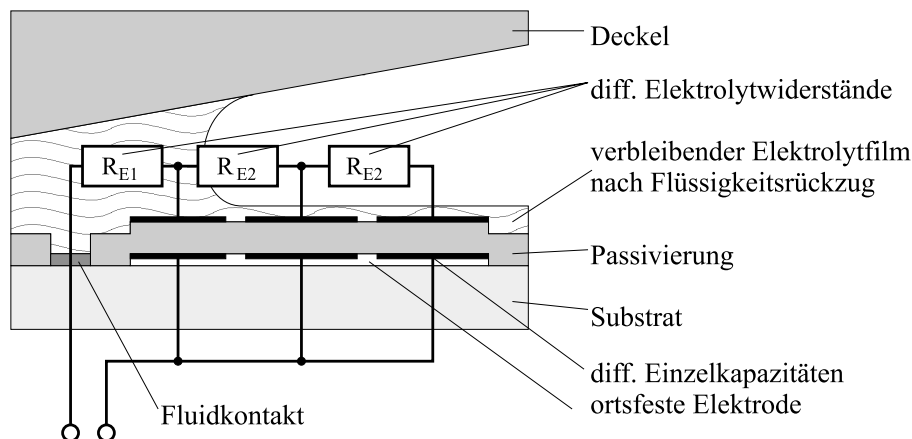 Deckel
diff. Elektrolytwiderstände
verbleibender Elektrolytfilm
nach Flüssigkeitsrückzug
R_E1 R_E2 R_E2
Passivierung
Substrat
diff. Einzelkapazitäten
ortsfeste Elektrode
Fluidkontakt